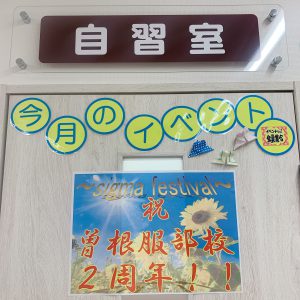 自習室
今月のイベント
~sigma festival~
祝
曽根服部校
2周年!!